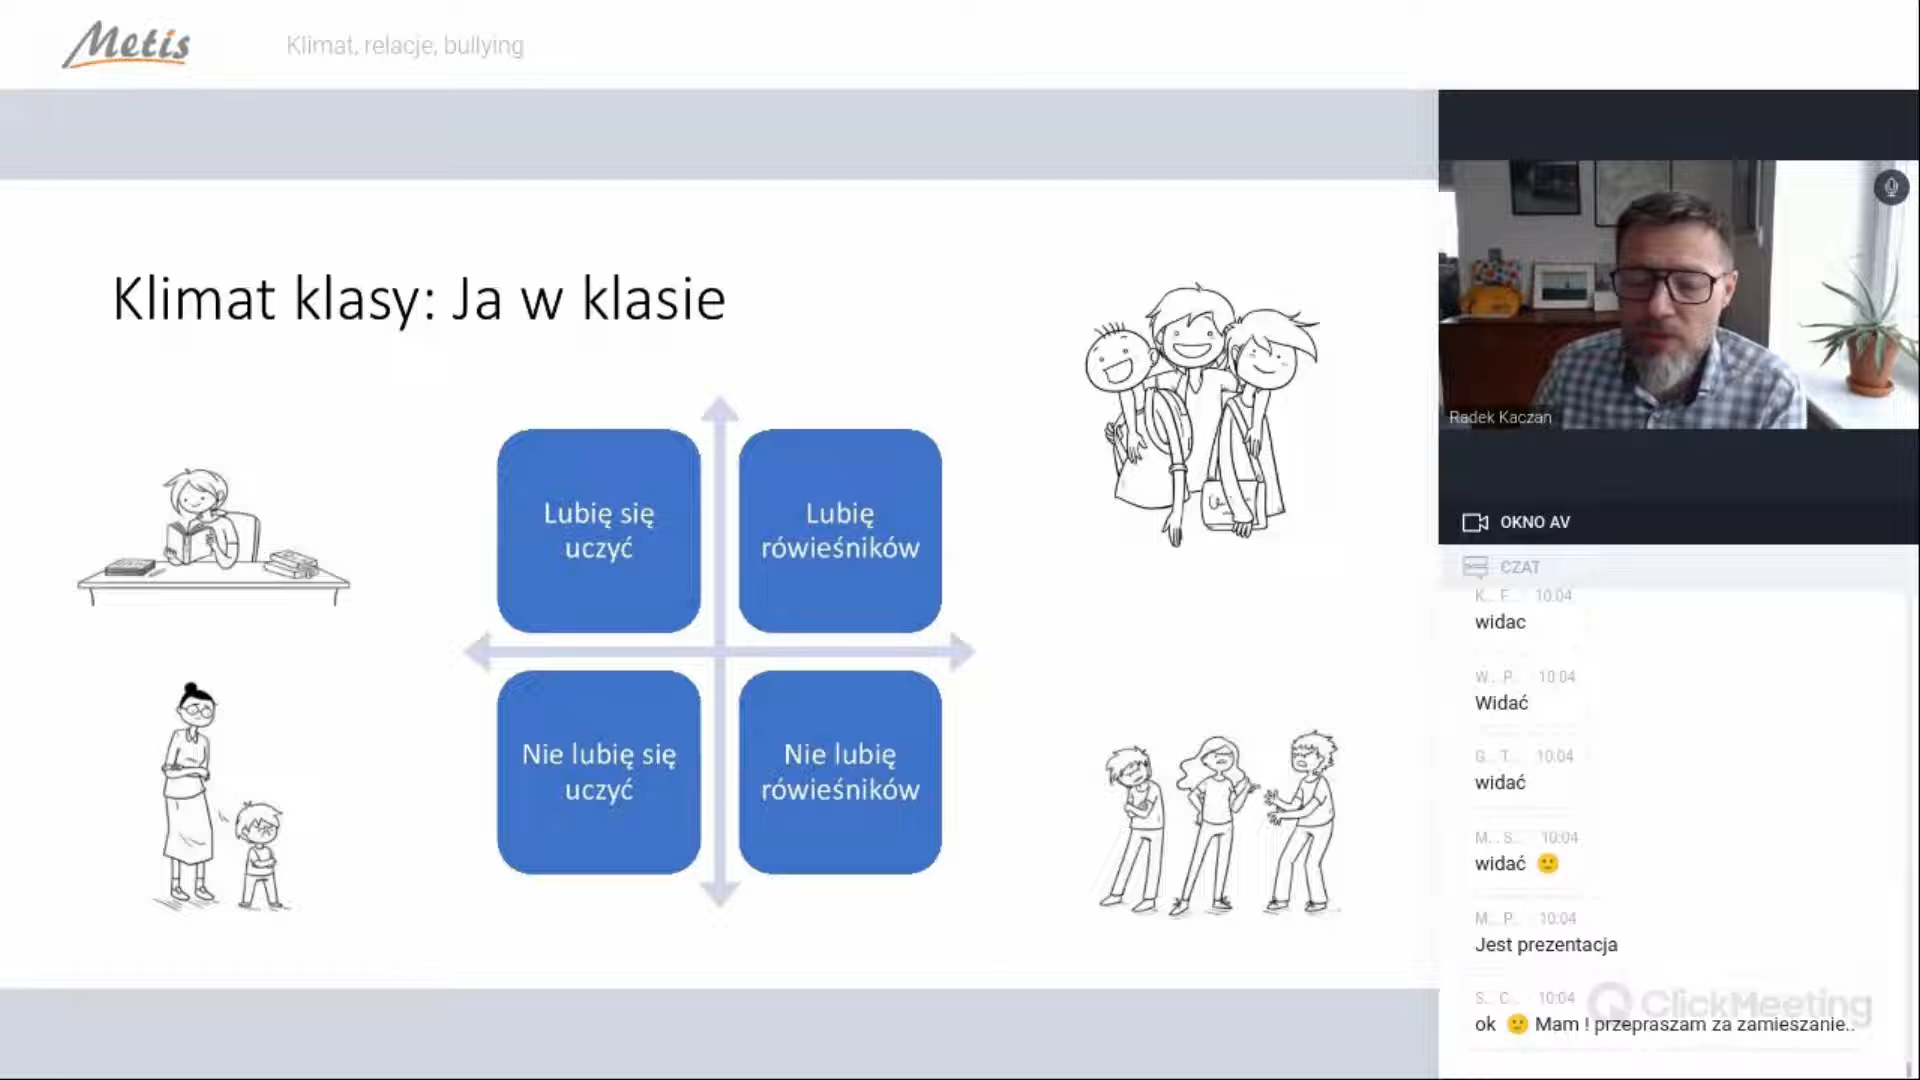 Metis
Klimat, relacje, bullying
Klimat klasy: Ja w klasie
Lubię się
uczyć
Lubię
rówieśników
Nie lubię się
uczyć
Nie lubię
rówieśników
Radek Kaczan
OKNO AV
CZAT
K... F... 10:04
widac
W... P... 10:04
Widać
G... T... 10:04
widać
M... S... 10:04
widać 🙂
M... P... 10:04
Jest prezentacja
S... C... 10:04
ok 🙂 Mam ! przepraszam za zamieszanie..
ClickMeeting